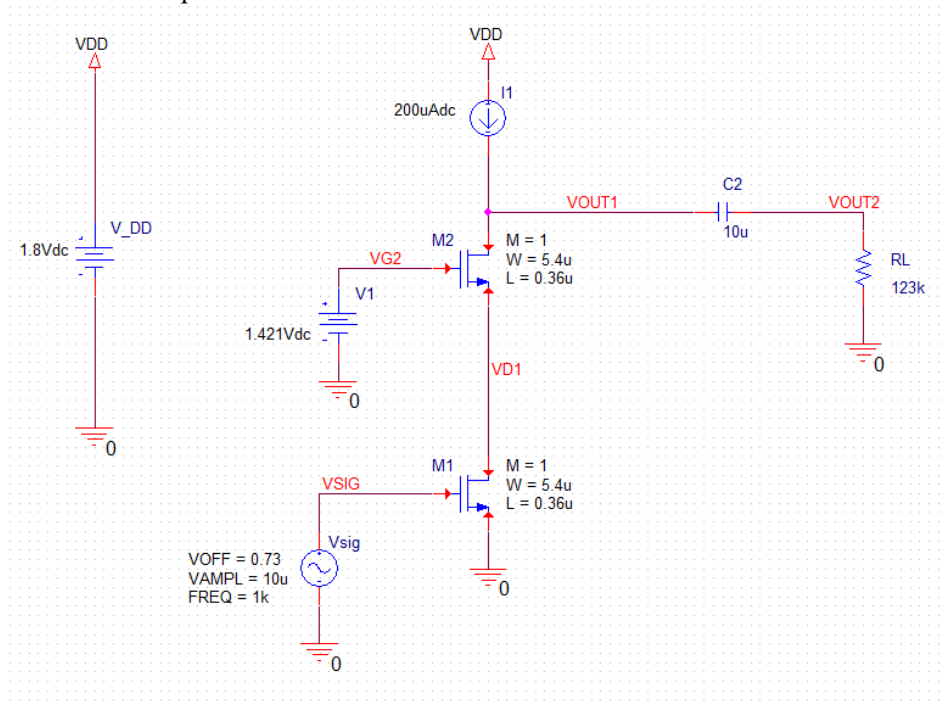 VDD
V_DD
1.8Vdc
0
VDD
I1
200uAdc
VOUT1
C2
10u
VOUT2
RL
123k
0
M2
M = 1
W = 5.4u
L = 0.36u
VG2
V1
1.421Vdc
0
VD1
M1
M = 1
W = 5.4u
L = 0.36u
0
VSIG
Vsig
VOFF = 0.73
VAMPL = 10u
FREQ = 1k
0